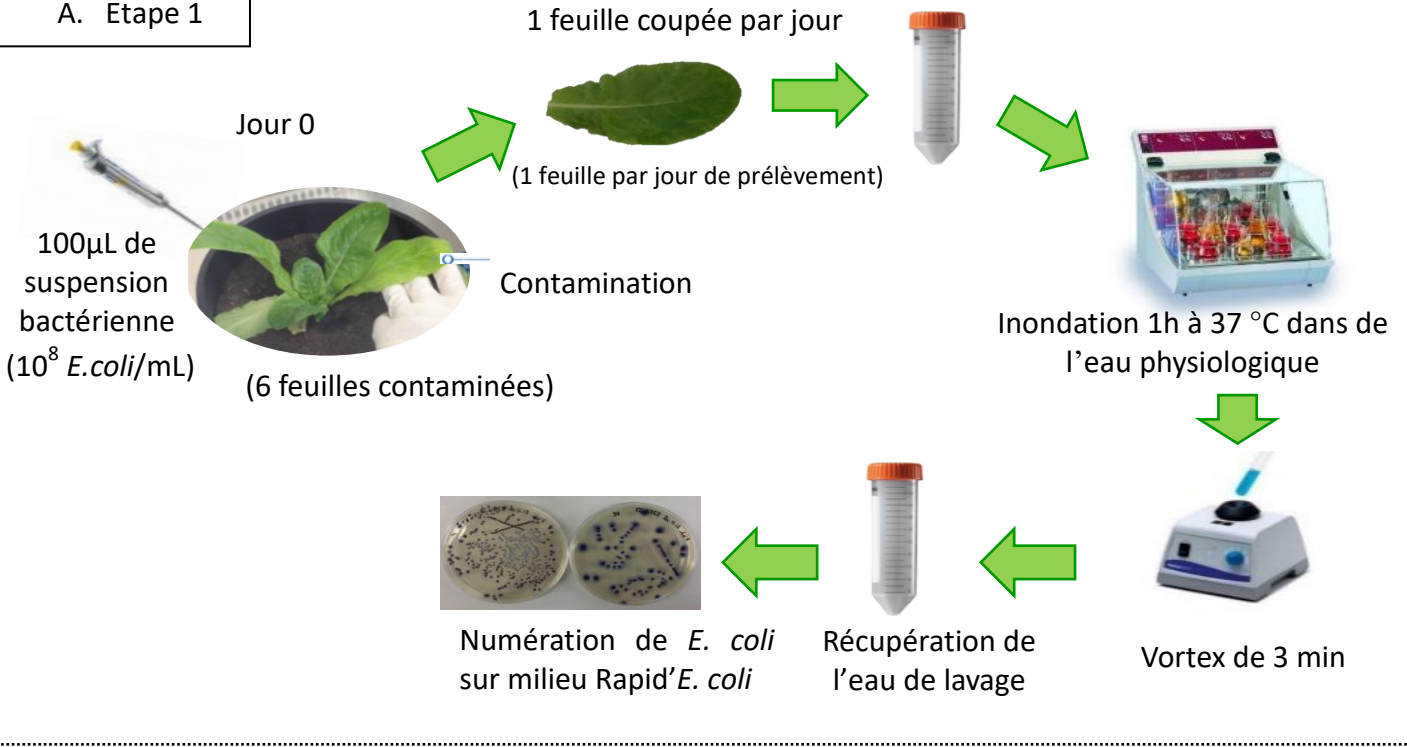 A. Etape 1
1 feuille coupée par jour
(1 feuille par jour de prélèvement)
Jour 0
100µL de
suspension
bactérienne
(10⁸ E.coli/mL)
Contamination
(6 feuilles contaminées)
Inondation 1h à 37 °C dans de
l’eau physiologique
Vortex de 3 min
Récupération de
l’eau de lavage
Numération de E. coli
sur milieu Rapid’E. coli